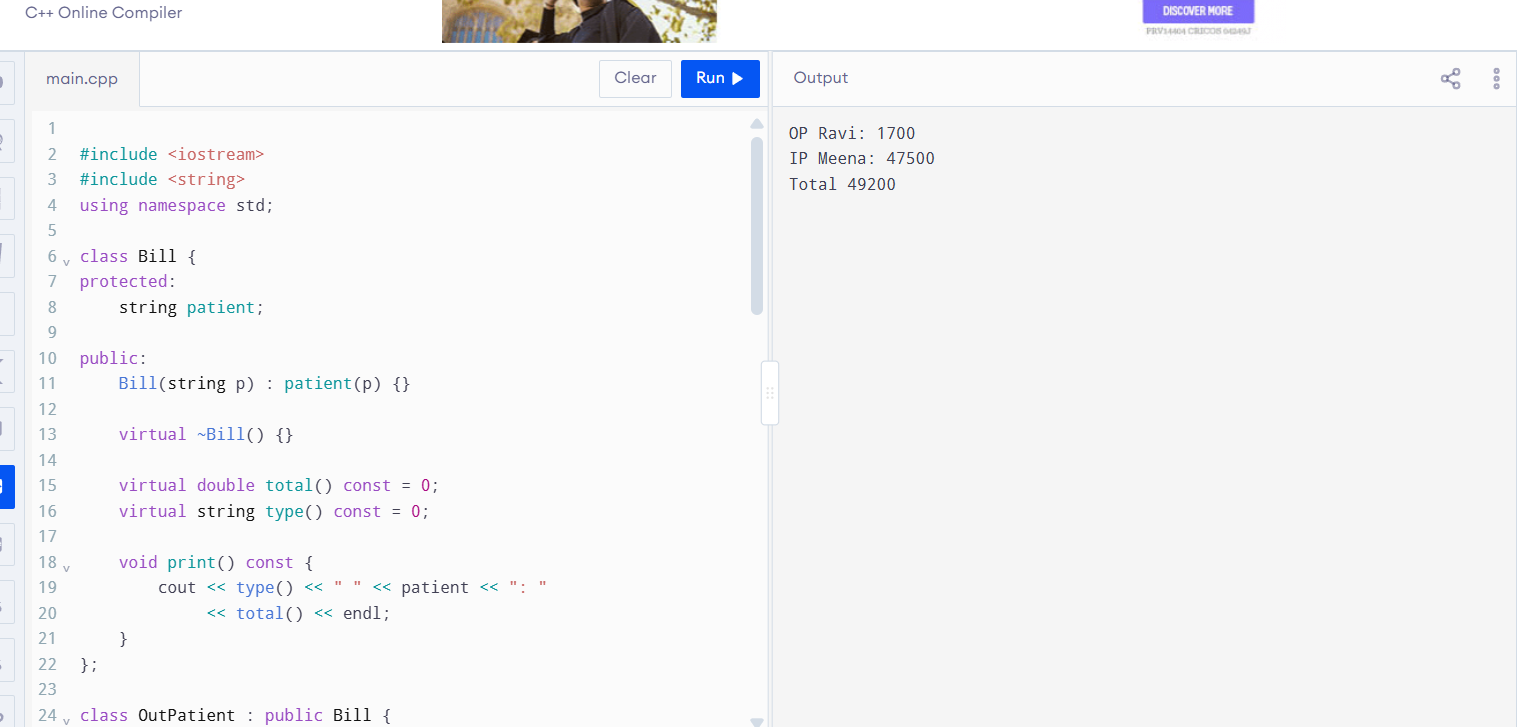 C++ Online Compiler
DISCOVER MORE
PRV14404 CRICOS 04249J
main.cpp
Clear
Run
Output
1
2 #include <iostream>
3 #include <string>
4 using namespace std;
5
6 class Bill {
7 protected:
8 string patient;
9
10 public:
11 Bill(string p) : patient(p) {}
12
13 virtual ~Bill() {}
14
15 virtual double total() const = 0;
16 virtual string type() const = 0;
17
18 void print() const {
19 cout << type() << " " << patient << ": "
20 << total() << endl;
21 }
22 };
23
24 class OutPatient : public Bill {
OP Ravi: 1700
IP Meena: 47500
Total 49200